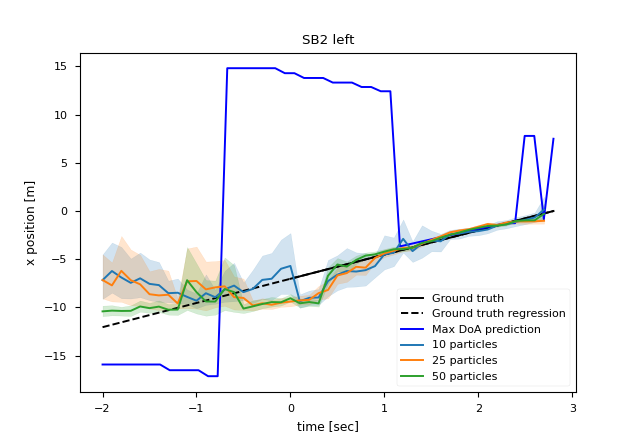 SB2 left
x position [m]
15
10
5
0
−5
−10
−15
−2
−1
0
1
2
3
time [sec]
Ground truth
Ground truth regression
Max DoA prediction
10 particles
25 particles
50 particles